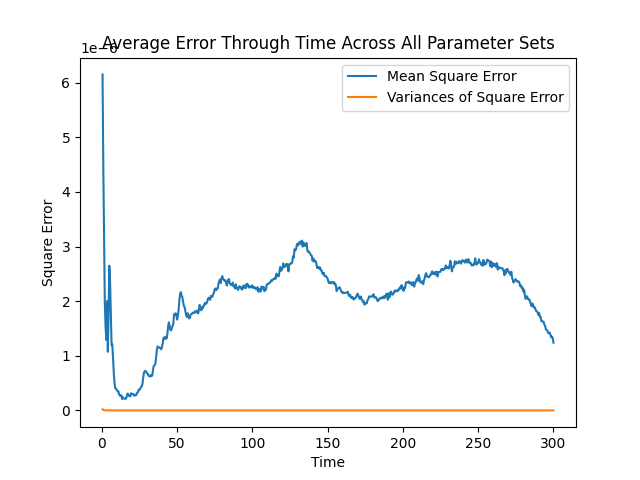 Average Error Through Time Across All Parameter Sets
Mean Square Error
Variances of Square Error
6
5
4
3
2
1
0
Square Error
0 50 100 150 200 250 300
Time